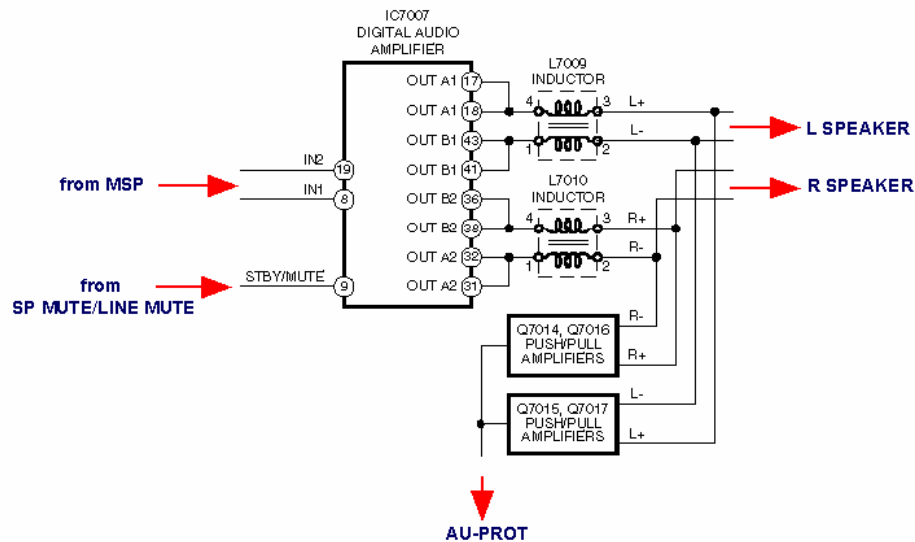 IC7007
DIGITAL AUDIO
AMPLIFIER
OUT A1 17
OUT A1 18
OUT B1 43
OUT B1 41
OUT B2 36
OUT B2 38
OUT A2 32
OUT A2 31
from MSP
IN2 19
IN1 8
from
SP MUTE/LINE MUTE
STBY/MUTE 9
L7009
INDUCTOR
4 3 L+
1 2 L-
L SPEAKER
R SPEAKER
L7010
INDUCTOR
4 3 R+
1 2 R-
Q7014, Q7016
PUSH/PULL
AMPLIFIERS
R-
R+
Q7015, Q7017
PUSH/PULL
AMPLIFIERS
L-
L+
AU-PROT